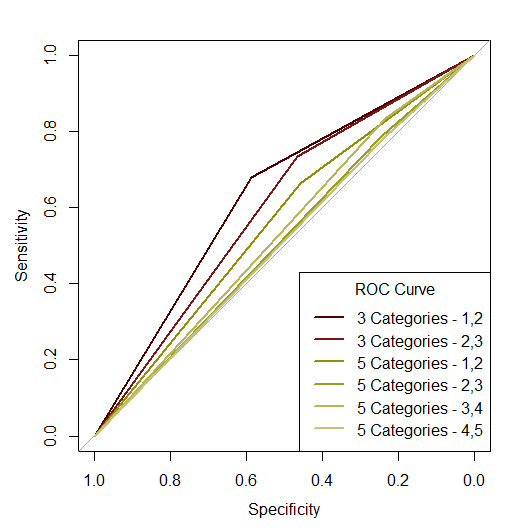 1.0
0.8
0.6
0.4
0.2
0.0
Sensitivity
ROC Curve
3 Categories - 1,2
3 Categories - 2,3
5 Categories - 1,2
5 Categories - 2,3
5 Categories - 3,4
5 Categories - 4,5
1.0 0.8 0.6 0.4 0.2 0.0
Specificity